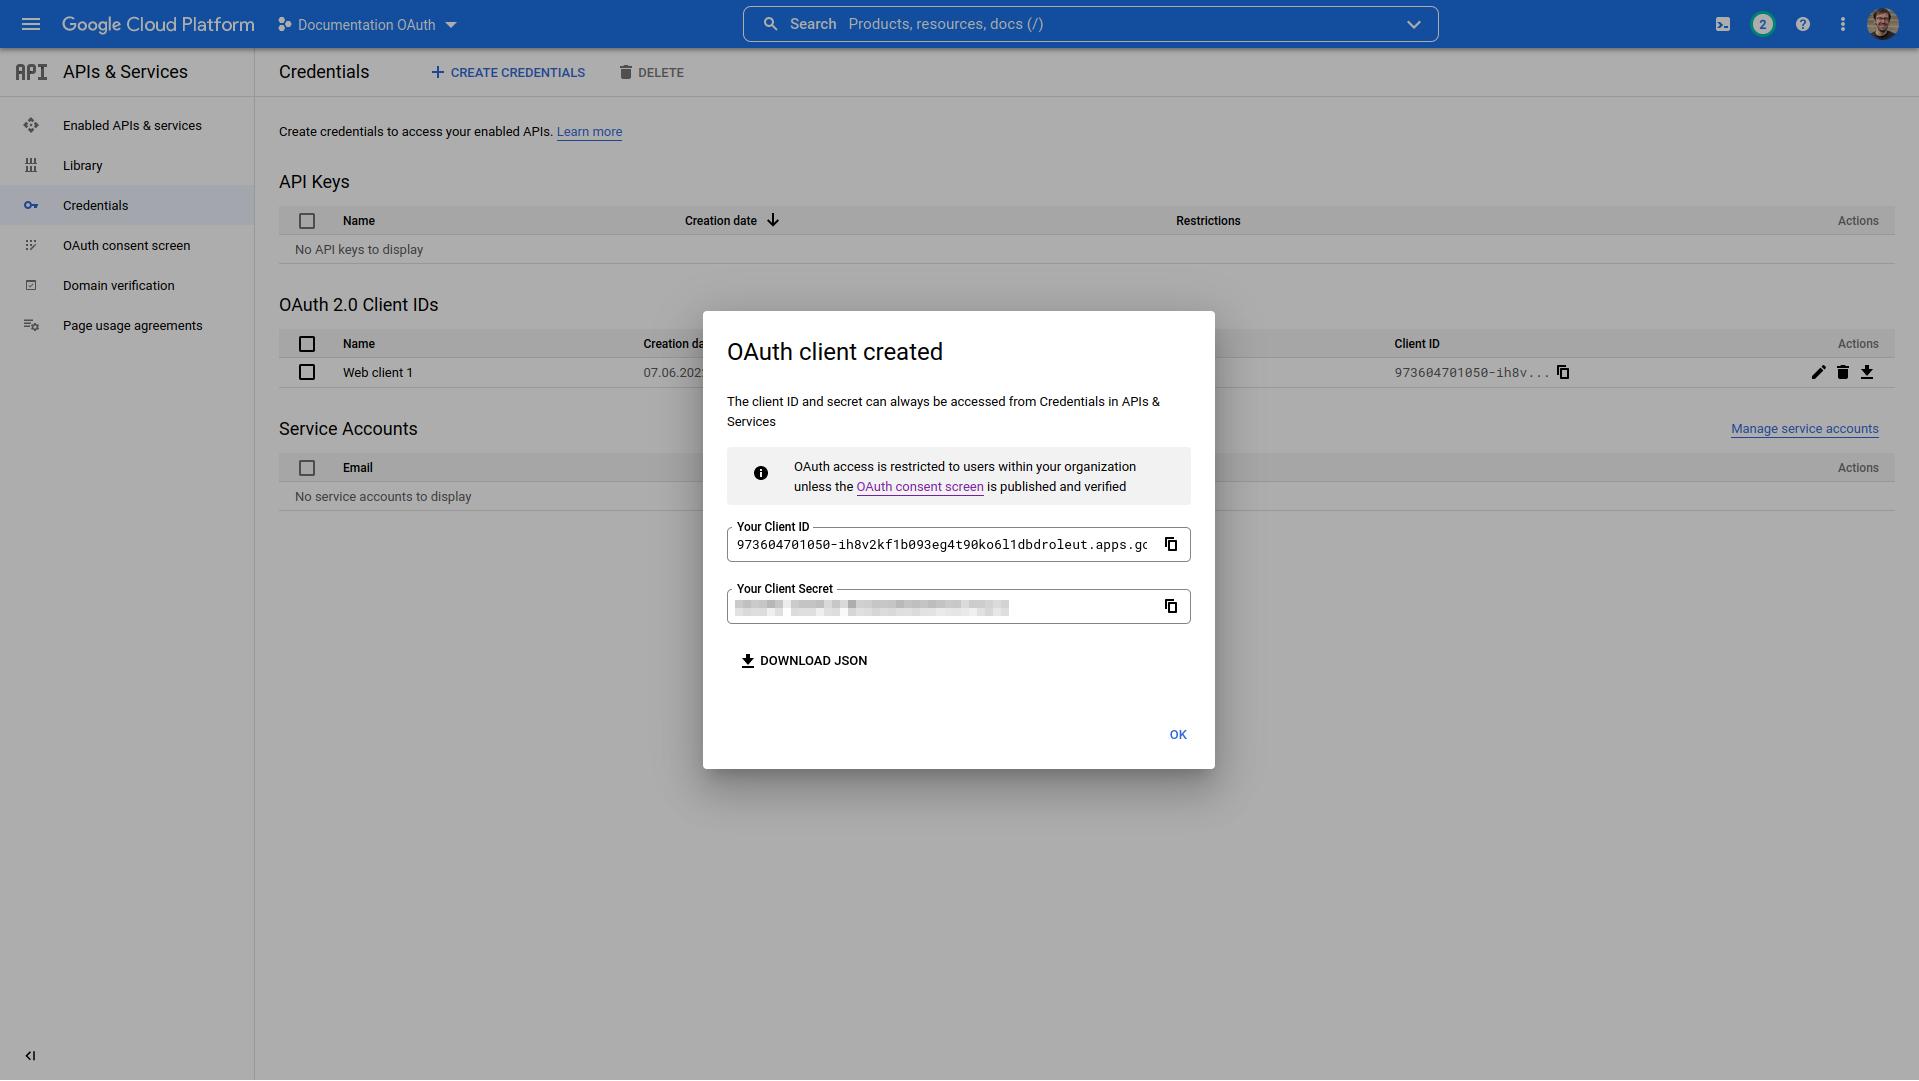 Google Cloud Platform
Documentation OAuth
Search Products, resources, docs (/)
2
API APIs & Services
Credentials
CREATE CREDENTIALS
DELETE
Enabled APIs & services
Library
Credentials
OAuth consent screen
Domain verification
Page usage agreements
Create credentials to access your enabled APIs. Learn more
API Keys
Name Creation date Restrictions Actions
No API keys to display
OAuth 2.0 Client IDs
Name Creation da Client ID Actions
Web client 1 07.06.202 973604701050-ih8v...
Service Accounts Manage service accounts
Email Actions
No service accounts to display
OAuth client created
The client ID and secret can always be accessed from Credentials in APIs &
Services
OAuth access is restricted to users within your organization
unless the OAuth consent screen is published and verified
Your Client ID
973604701050-ih8v2kf1b093eg4t90ko6l1dbdroleut.apps.go
Your Client Secret
DOWNLOAD JSON
OK